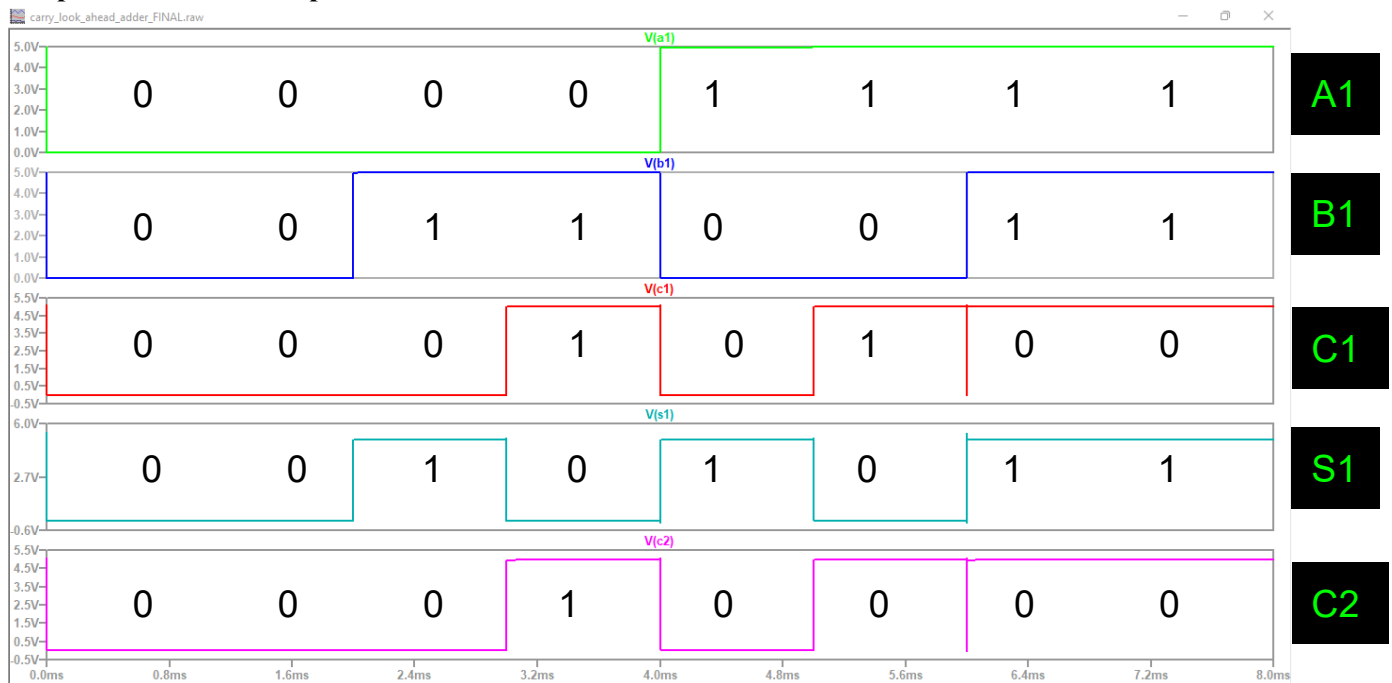 carry_look_ahead_adder_FINAL.raw
V(a1)
5.0V
4.0V
3.0V
2.0V
1.0V
0.0V
0 0 0 0 1 1 1 1 A1
V(b1)
5.0V
4.0V
3.0V
2.0V
1.0V
0.0V
0 0 1 1 0 0 1 1 B1
V(c1)
5.5V
4.5V
3.5V
2.5V
1.5V
0.5V
-0.5V
0 0 0 1 0 1 0 0 C1
V(s1)
6.0V
2.7V
-0.6V
0 0 1 0 1 0 1 1 S1
V(c2)
5.5V
4.5V
3.5V
2.5V
1.5V
0.5V
-0.5V
0 0 0 1 0 0 0 0 C2
0.0ms 0.8ms 1.6ms 2.4ms 3.2ms 4.0ms 4.8ms 5.6ms 6.4ms 7.2ms 8.0ms